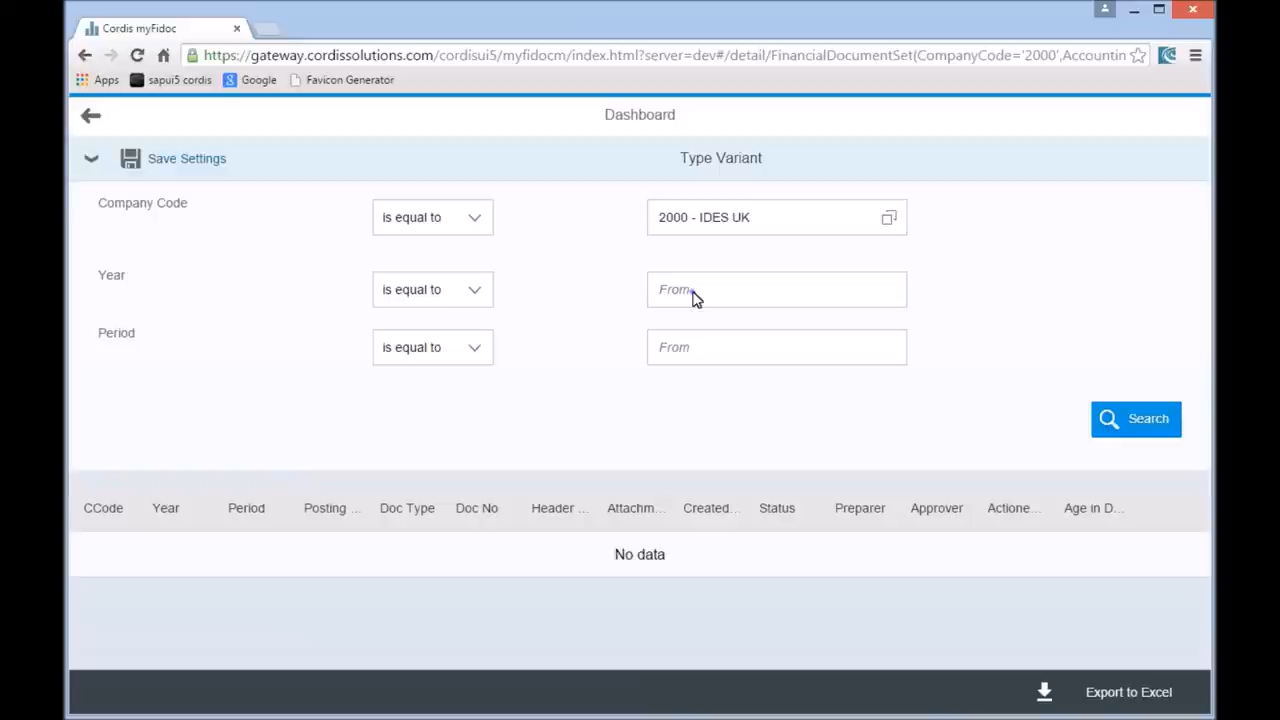 Cordis myFidoc
https://gateway.cordissolutions.com/cordisui5/myfidocm/index.html?server=dev#/detail/FinancialDocumentSet(CompanyCode='2000',Accountin
Apps sapui5 cordis Google Favicon Generator
Dashboard
Save Settings Type Variant
Company Code is equal to 2000 - IDES UK
Year is equal to From
Period is equal to From
Search
CCode Year Period Posting ... Doc Type Doc No Header ... Attachm... Created... Status Preparer Approver Actione... Age in D...
No data
Export to Excel